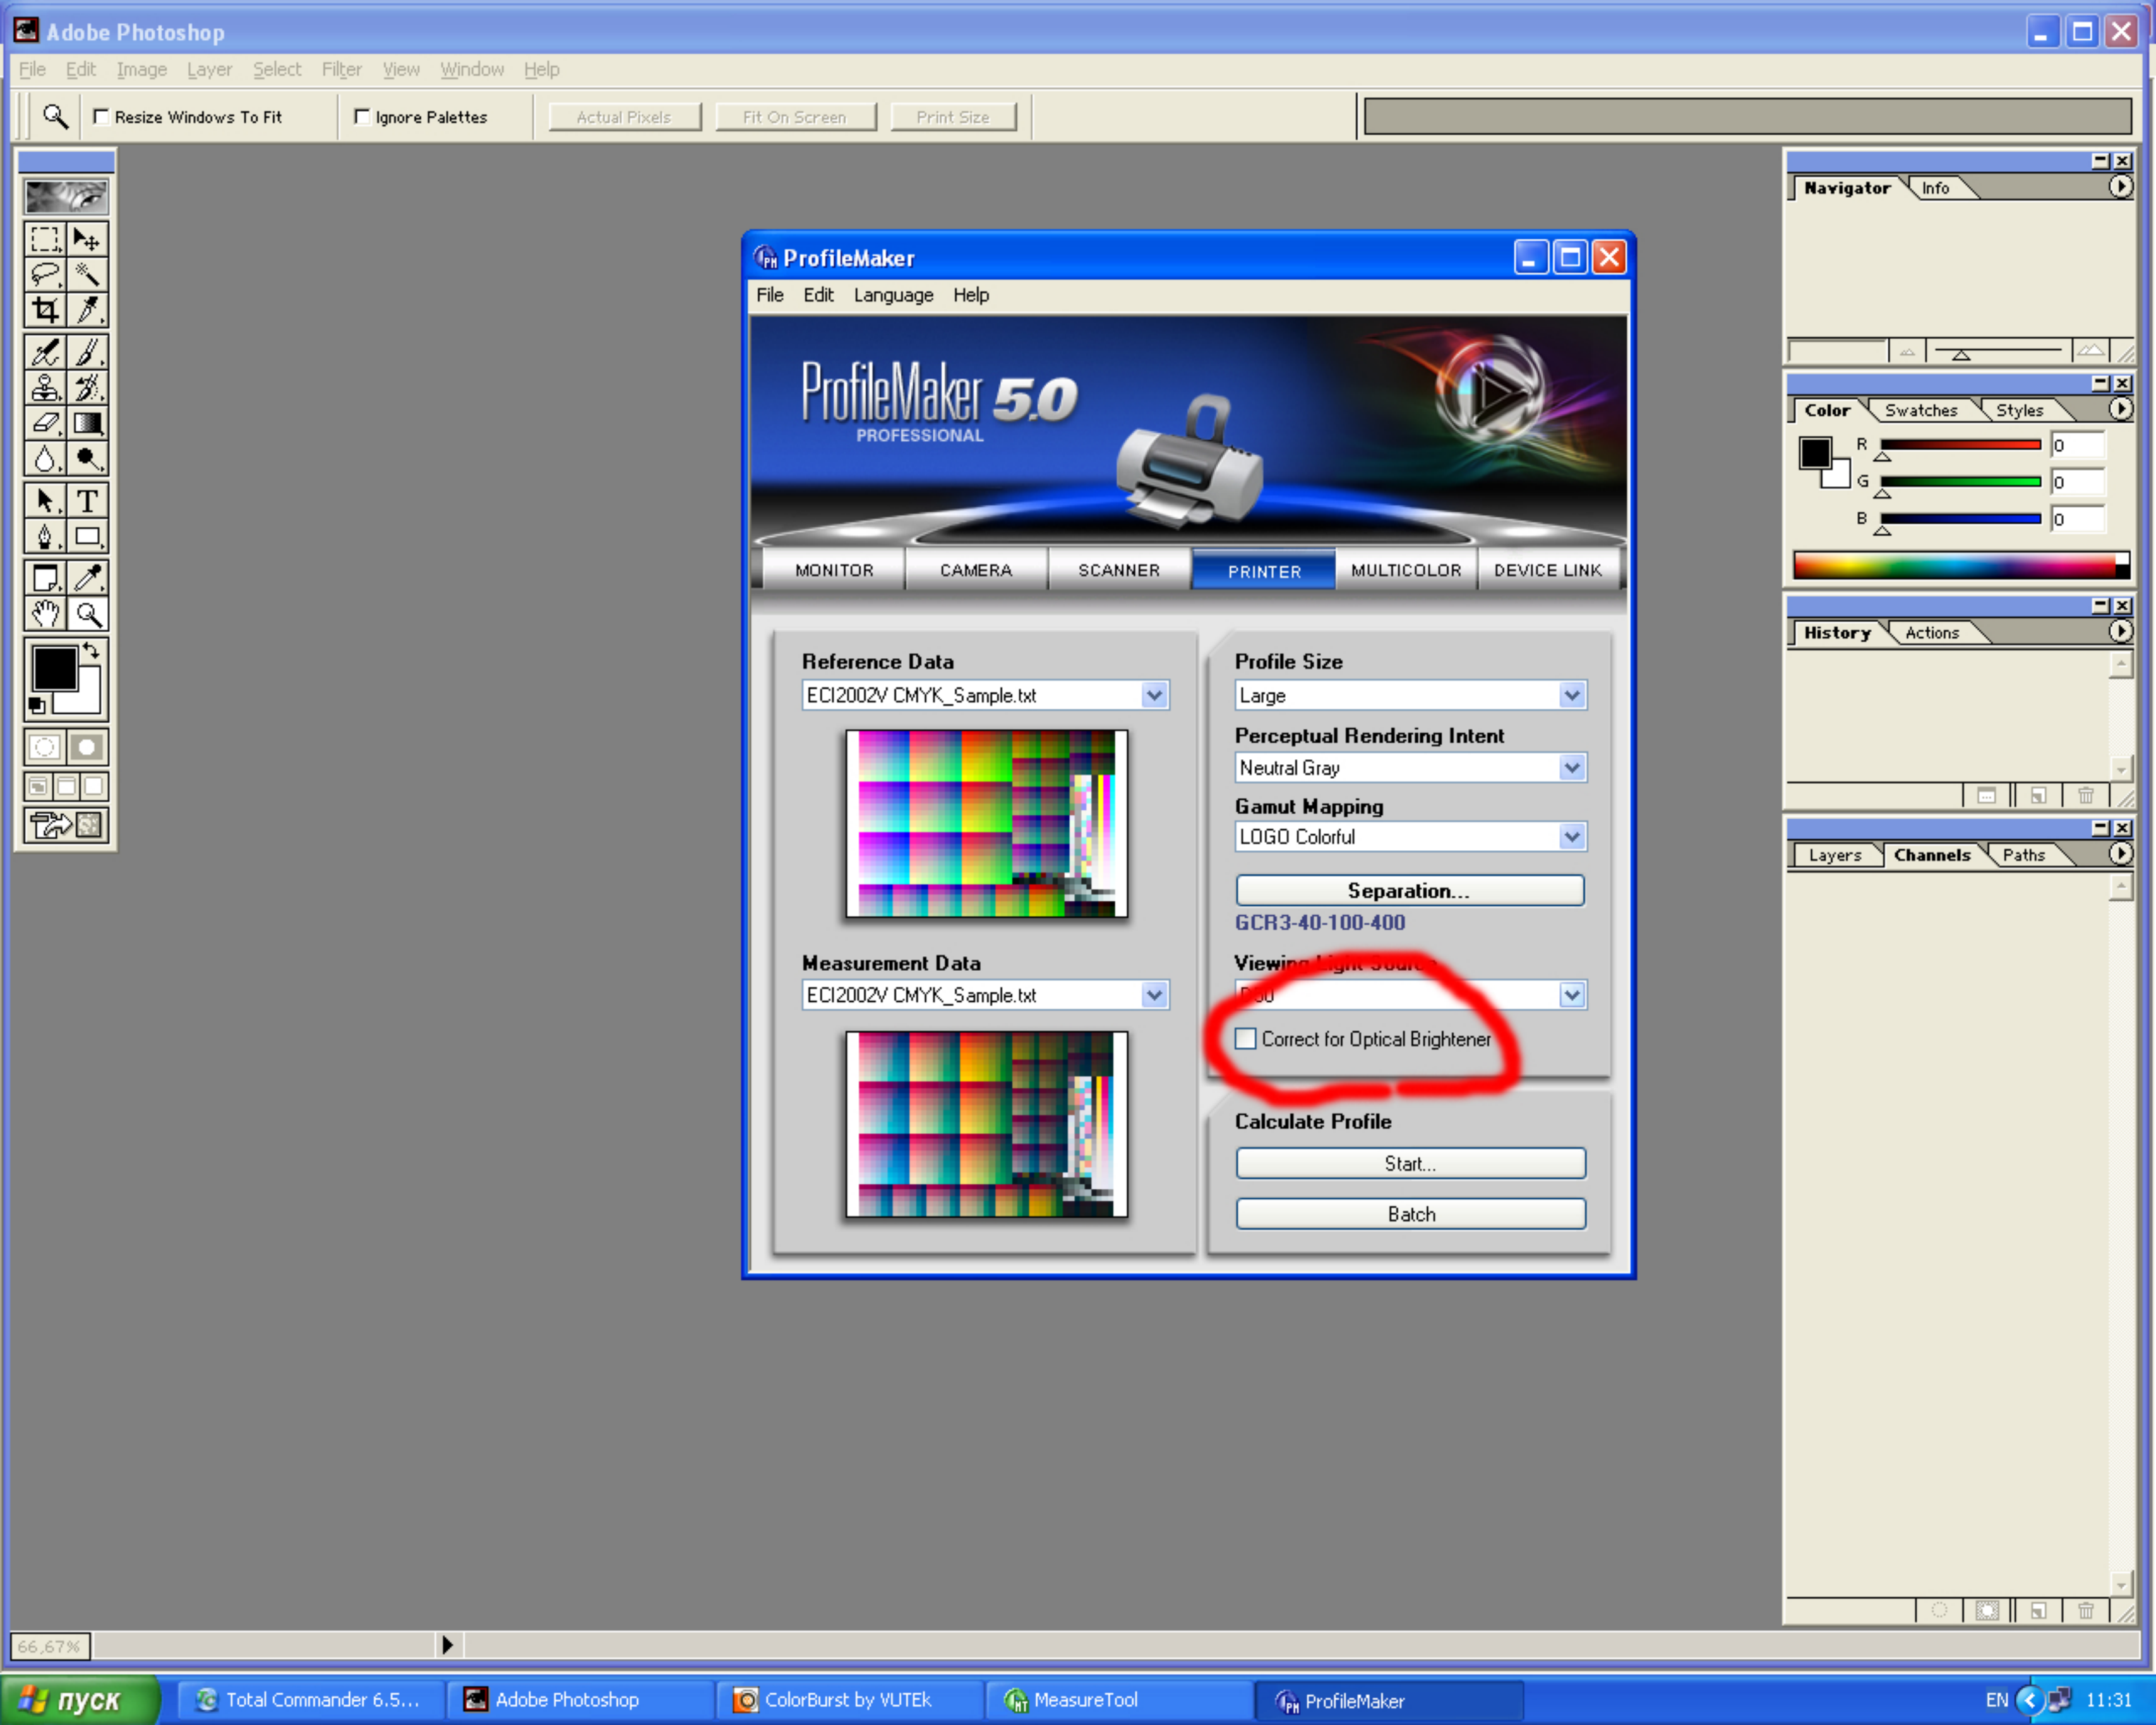 Adobe Photoshop
File Edit Image Layer Select Filter View Window Help
Resize Windows To Fit
Ignore Palettes
Actual Pixels
Fit On Screen
Print Size
Navigator Info
Color Swatches Styles
R 0
G 0
B 0
History Actions
Layers Channels Paths
T
ProfileMaker
File Edit Language Help
ProfileMaker 5.0
PROFESSIONAL
MONITOR CAMERA SCANNER PRINTER MULTICOLOR DEVICE LINK
Reference Data
ECI2002V CMYK_Sample.txt
Measurement Data
ECI2002V CMYK_Sample.txt
Profile Size
Large
Perceptual Rendering Intent
Neutral Gray
Gamut Mapping
LOGO Colorful
Separation...
GCR3-40-100-400
Viewing Light Source
Correct for Optical Brightener
Calculate Profile
Start...
Batch
66,67%
пуск
Total Commander 6.5...
Adobe Photoshop
ColorBurst by VUTEk
MeasureTool
ProfileMaker
EN
11:31